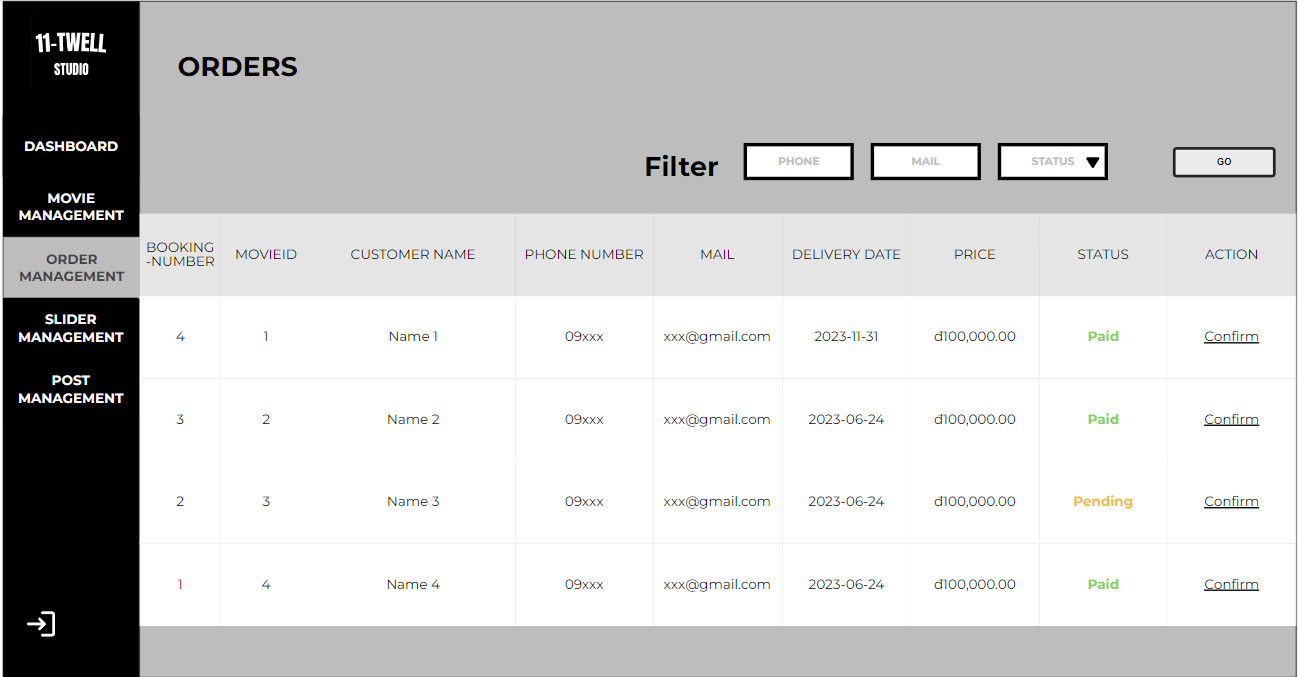 11-TWELL
STUDIO
DASHBOARD
MOVIE
MANAGEMENT
ORDER
MANAGEMENT
SLIDER
MANAGEMENT
POST
MANAGEMENT
ORDERS
Filter PHONE MAIL STATUS GO
BOOKING
-NUMBER MOVIEID CUSTOMER NAME PHONE NUMBER MAIL DELIVERY DATE PRICE STATUS ACTION
4 1 Name 1 09xxx xxx@gmail.com 2023-11-31 đ100,000.00 Paid Confirm
3 2 Name 2 09xxx xxx@gmail.com 2023-06-24 đ100,000.00 Paid Confirm
2 3 Name 3 09xxx xxx@gmail.com 2023-06-24 đ100,000.00 Pending Confirm
1 4 Name 4 09xxx xxx@gmail.com 2023-06-24 đ100,000.00 Paid Confirm